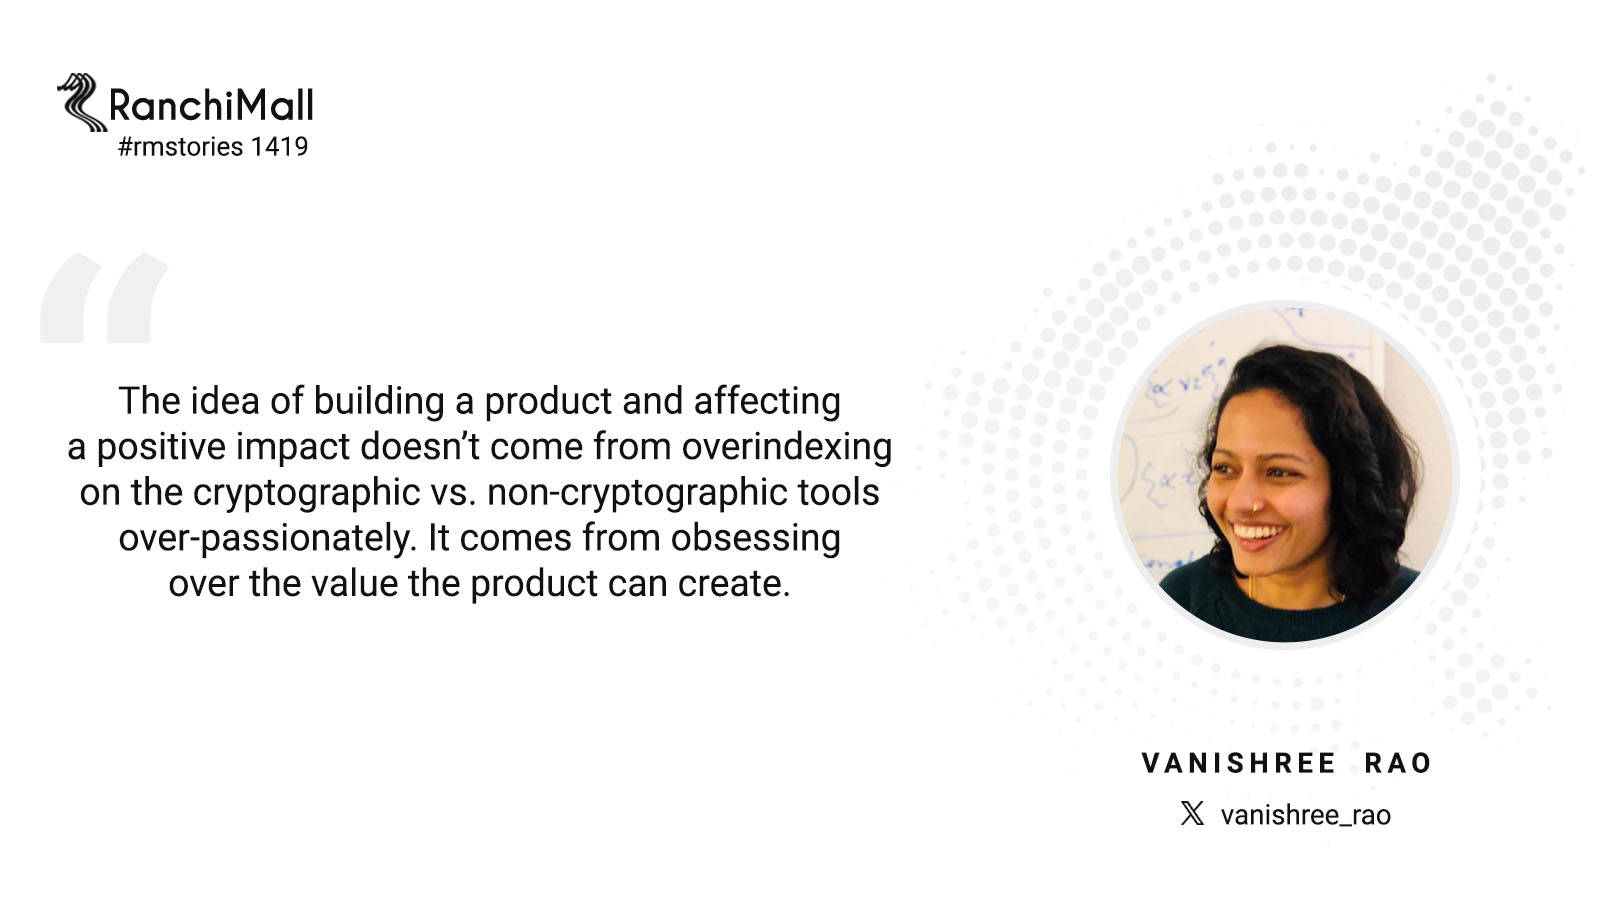 RanchiMall
#rmstories 1419
“
The idea of building a product and affecting
a positive impact doesn’t come from overindexing
on the cryptographic vs. non-cryptographic tools
over-passionately. It comes from obsessing
over the value the product can create.
VANISHREE RAO
𝕏 vanishree_rao